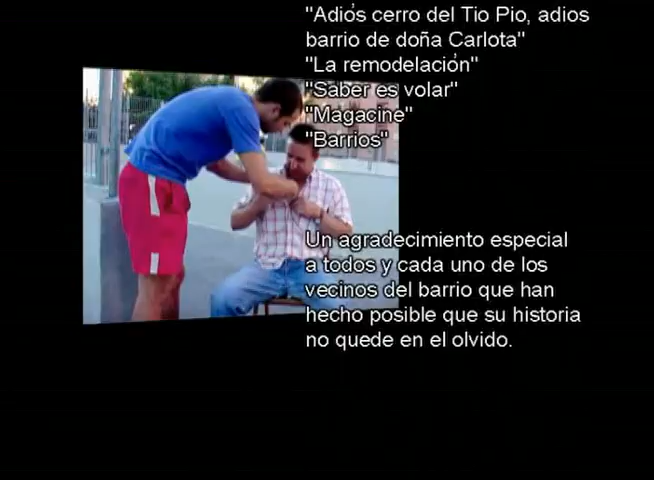 "Adiós cerro del Tio Pio, adios
barrio de doña Carlota"
"La remodelación"
"Saber es volar"
"Magacine"
"Barrios"
Un agradecimiento especial
a todos y cada uno de los
vecinos del barrio que han
hecho posible que su historia
no quede en el olvido.